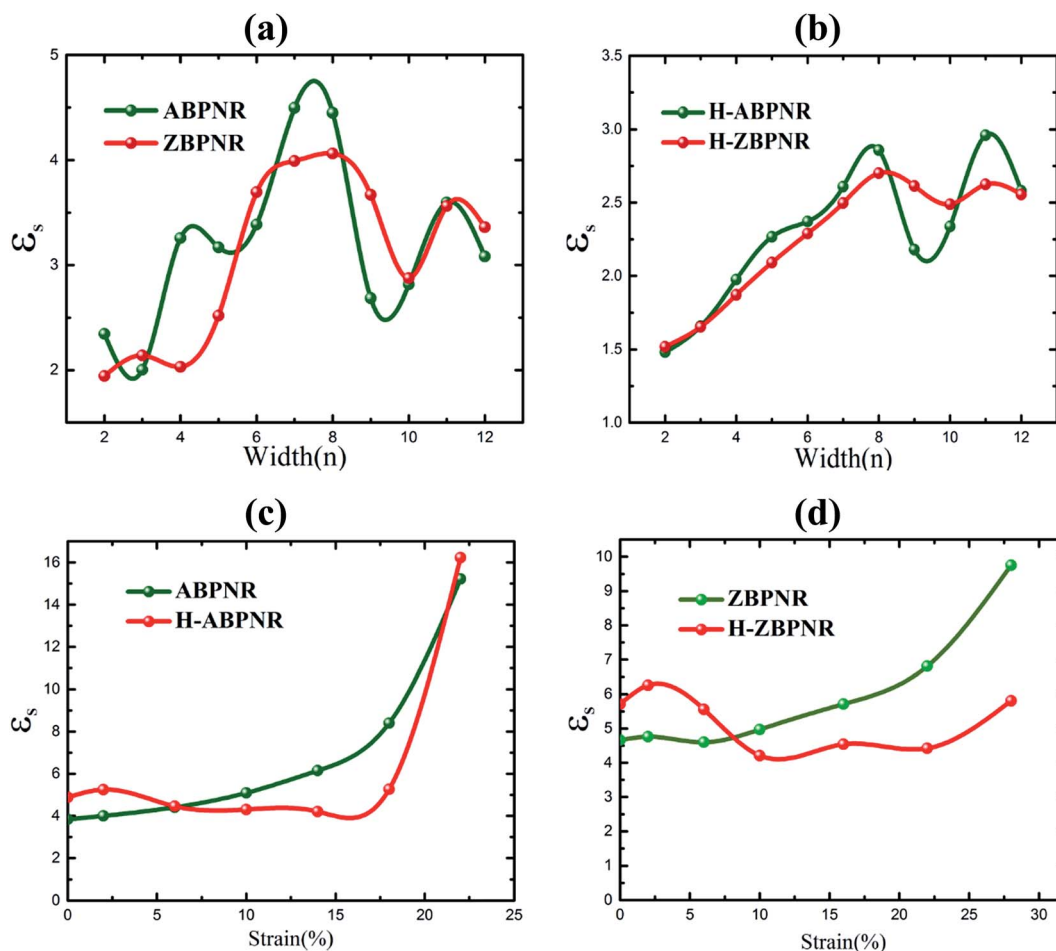 (a)
5
4
3
2
εs
ABPNR
ZBPNR
2 4 6 8 10 12
Width(n)
(b)
3.5
3.0
2.5
2.0
1.5
1.0
εs
H-ABPNR
H-ZBPNR
2 4 6 8 10 12
Width(n)
(c)
16
14
12
10
8
6
4
2
0
εs
ABPNR
H-ABPNR
0 5 10 15 20 25
Strain(%)
(d)
10
9
8
7
6
5
4
3
2
1
0
εs
ZBPNR
H-ZBPNR
0 5 10 15 20 25 30
Strain(%)